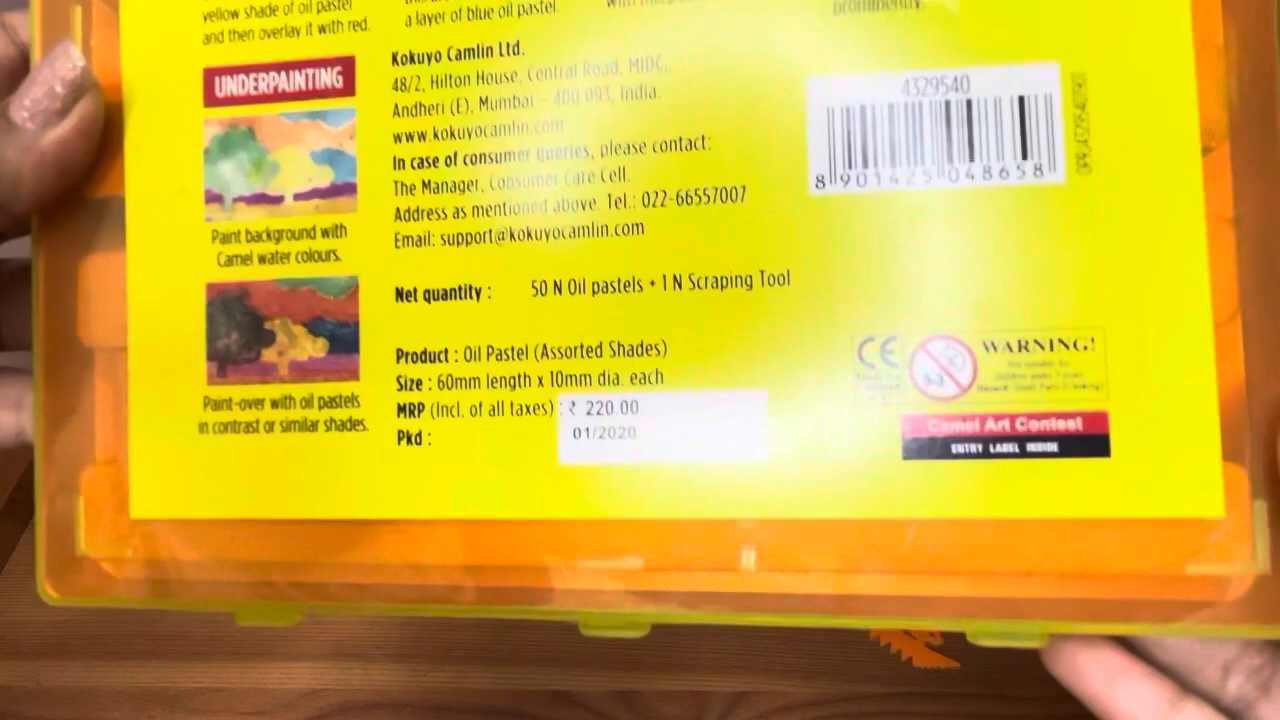 yellow shade of oil pastel
and then overlay it with red.
a layer of blue oil pastel.
prominently.
UNDERPAINTING
Paint background with
Camel water colours.
Paint-over with oil pastels
in contrast or similar shades.
Kokuyo Camlin Ltd.
48/2, Hilton House, Central Road, MIDC,
Andheri (E), Mumbai – 400 093, India.
www.kokuyocamlin.com
In case of consumer queries, please contact:
The Manager, Consumer Care Cell.
Address as mentioned above. Tel.: 022-66557007
Email: support@kokuyocamlin.com
Net quantity : 50 N Oil pastels + 1 N Scraping Tool
Product : Oil Pastel (Assorted Shades)
Size : 60mm length x 10mm dia. each
MRP (Incl. of all taxes) : ₹ 220.00
Pkd : 01/2020
4329540
8 901425 048658
CE
WARNING!
0-3
Camel Art Contest
ENTRY LABEL INSIDE